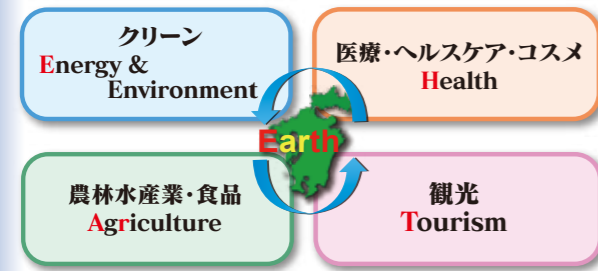 クリーン
Energy &
Environment
医療・ヘルスケア・コスメ
Health
Earth
農林水産業・食品
Agriculture
観光
Tourism